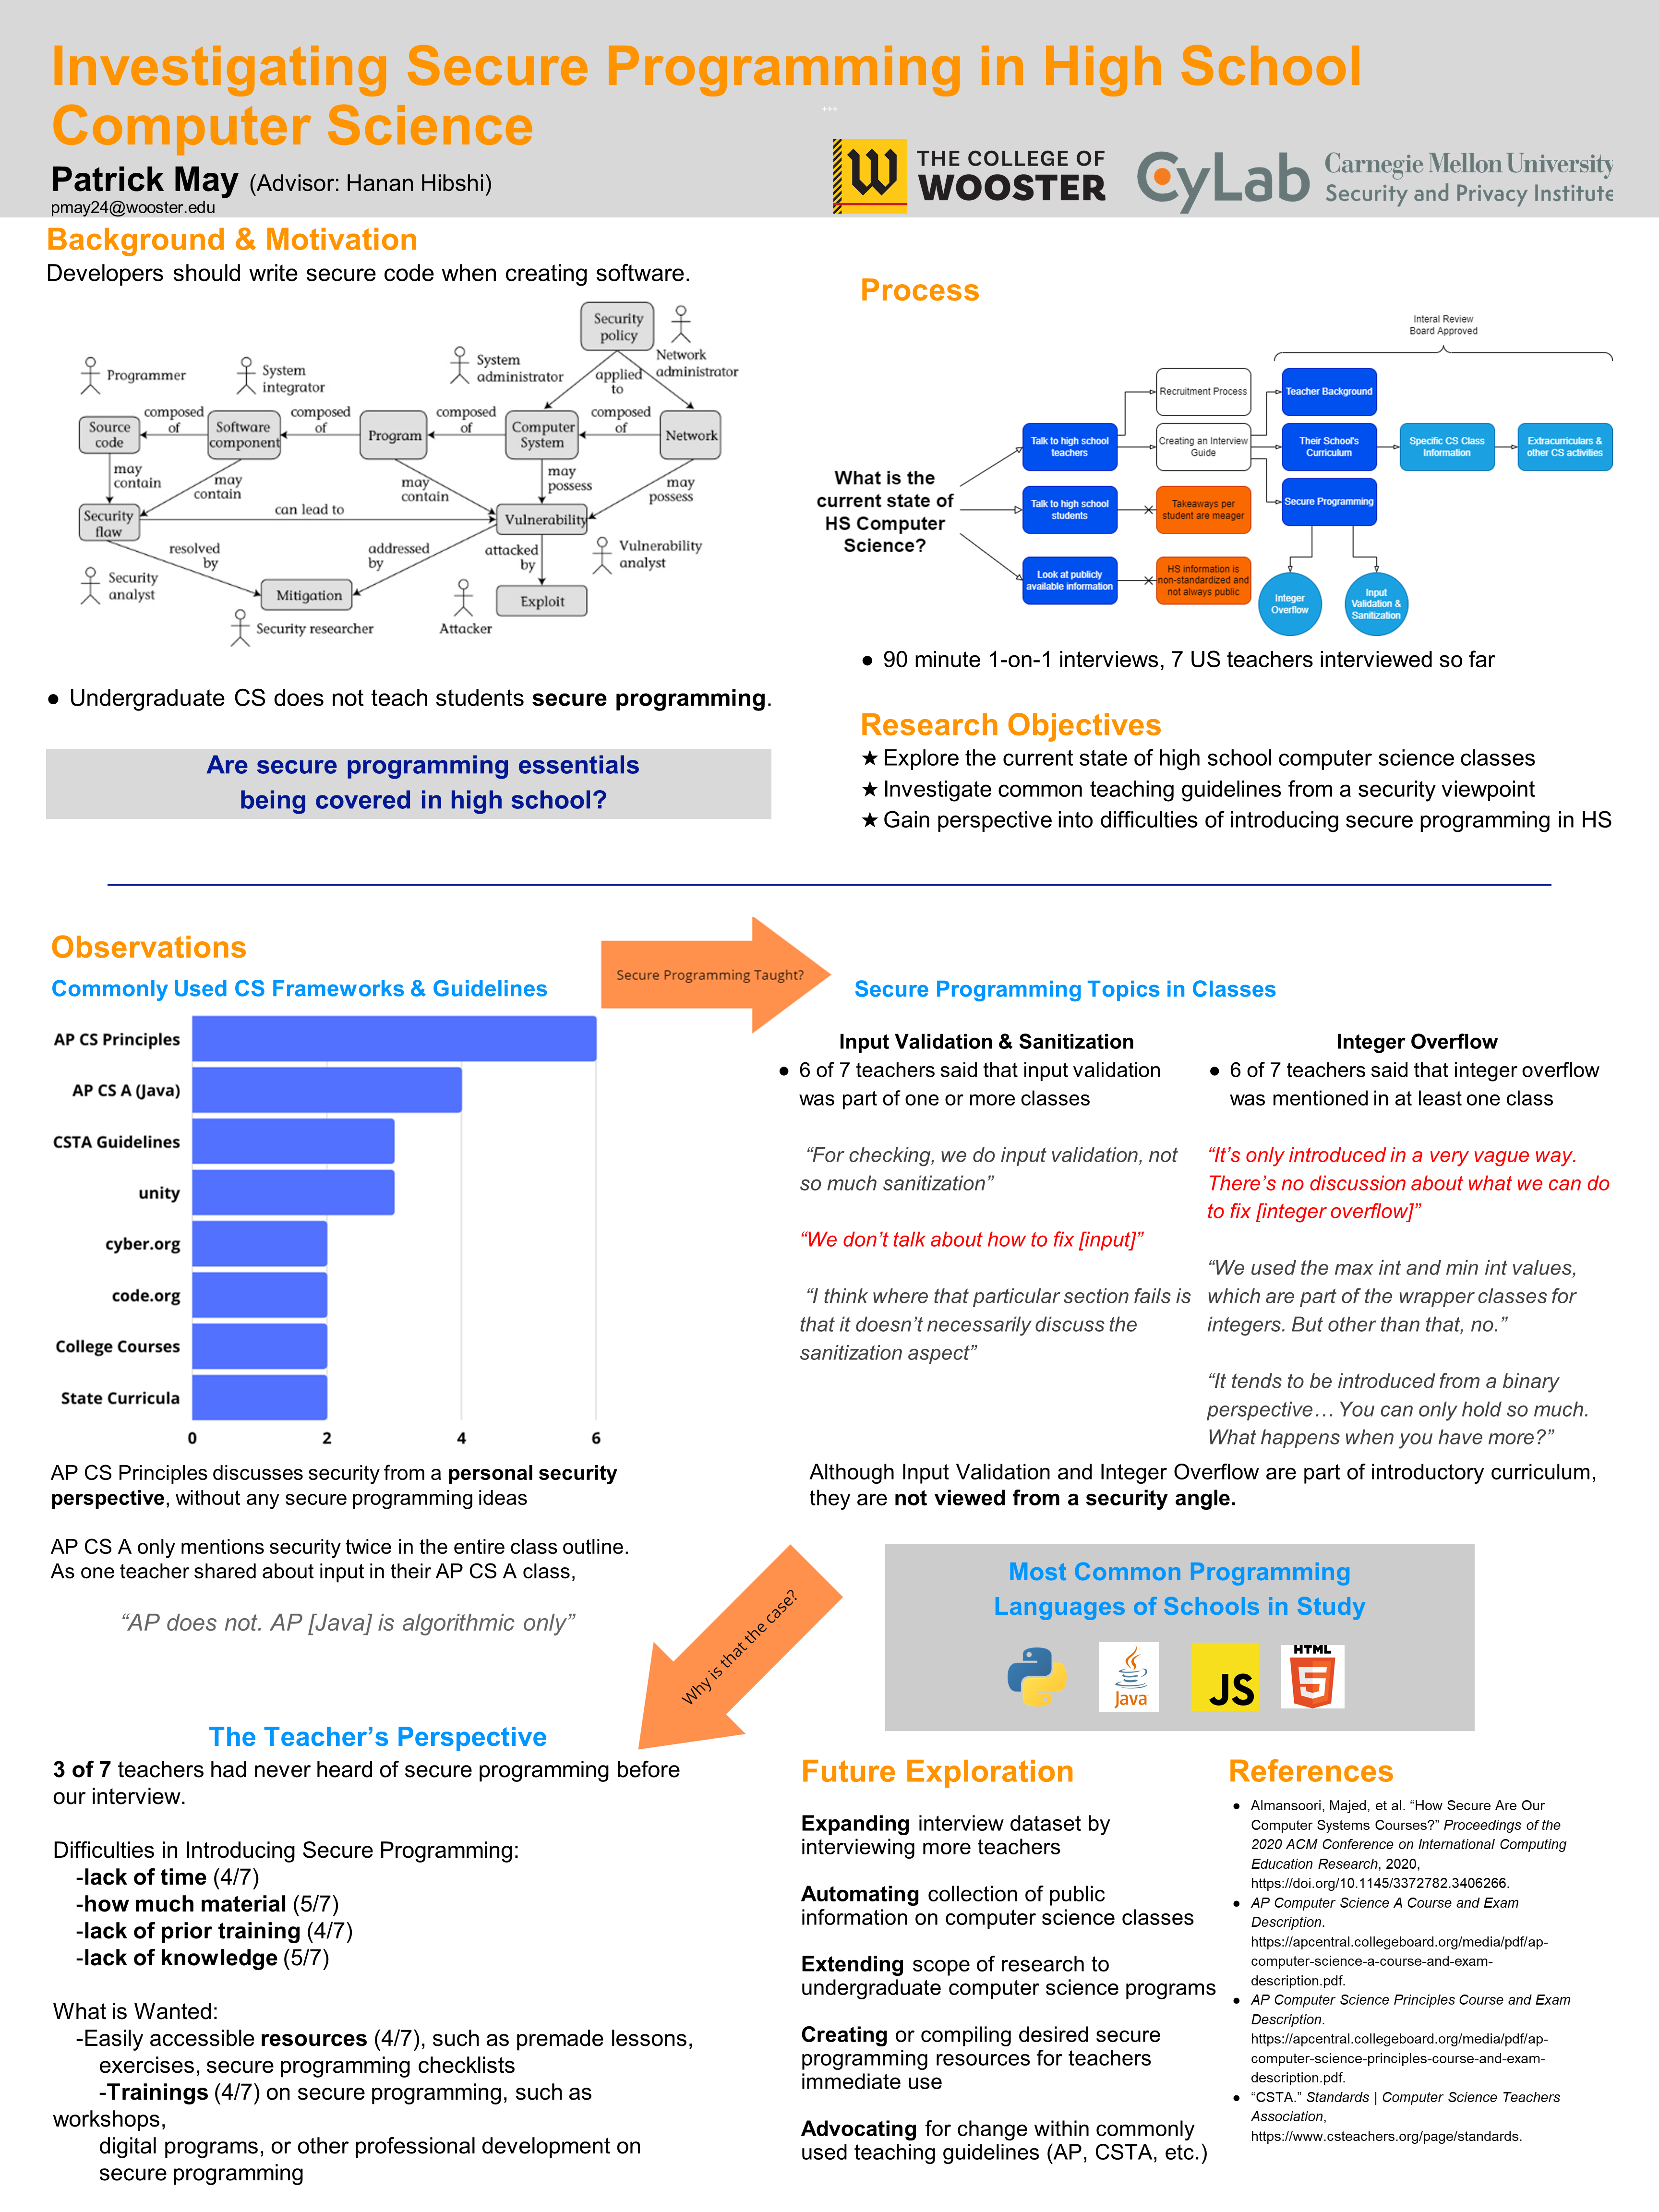 Investigating Secure Programming in High School
Computer Science
+++
Patrick May (Advisor: Hanan Hibshi)
pmay24@wooster.edu
W
THE COLLEGE OF
WOOSTER
CyLab
Carnegie Mellon University
Security and Privacy Institute
Background & Motivation
Developers should write secure code when creating software.
Security
policy
Network
administrator
System
administrator
applied
to
Programmer
System
integrator
Source
code
composed
of
Software
component
composed
of
Program
composed
of
Computer
System
composed
of
Network
may
contain
may
contain
may
contain
may
possess
may
possess
Security
flaw
can lead to
Vulnerability
resolved
by
addressed
by
attacked
by
Vulnerability
analyst
Security
analyst
Mitigation
Exploit
Security researcher
Attacker
● Undergraduate CS does not teach students secure programming.
Are secure programming essentials
being covered in high school?
Process
Interal Review
Board Approved
What is the
current state of
HS Computer
Science?
Talk to high school
teachers
Talk to high school
students
Look at publicly
available information
Recruitment Process
Creating an Interview
Guide
Takeaways per
student are meager
HS information is
non-standardized and
not always public
Teacher Background
Their School's
Curriculum
Secure Programming
Specific CS Class
Information
Extracurriculars &
other CS activities
Integer
Overflow
Input
Validation &
Sanitization
● 90 minute 1-on-1 interviews, 7 US teachers interviewed so far
Research Objectives
★ Explore the current state of high school computer science classes
★ Investigate common teaching guidelines from a security viewpoint
★ Gain perspective into difficulties of introducing secure programming in HS
Observations
Commonly Used CS Frameworks & Guidelines
AP CS Principles
AP CS A (Java)
CSTA Guidelines
unity
cyber.org
code.org
College Courses
State Curricula
0 2 4 6
AP CS Principles discusses security from a personal security
perspective, without any secure programming ideas
AP CS A only mentions security twice in the entire class outline.
As one teacher shared about input in their AP CS A class,
“AP does not. AP [Java] is algorithmic only”
Secure Programming Taught?
Secure Programming Topics in Classes
Input Validation & Sanitization
● 6 of 7 teachers said that input validation
was part of one or more classes
“For checking, we do input validation, not
so much sanitization”
“We don’t talk about how to fix [input]”
“I think where that particular section fails is
that it doesn’t necessarily discuss the
sanitization aspect”
Integer Overflow
● 6 of 7 teachers said that integer overflow
was mentioned in at least one class
“It’s only introduced in a very vague way.
There’s no discussion about what we can do
to fix [integer overflow]”
“We used the max int and min int values,
which are part of the wrapper classes for
integers. But other than that, no.”
“It tends to be introduced from a binary
perspective… You can only hold so much.
What happens when you have more?”
Although Input Validation and Integer Overflow are part of introductory curriculum,
they are not viewed from a security angle.
Why is that the case?
Most Common Programming
Languages of Schools in Study
Java
JS
HTML
5
The Teacher’s Perspective
3 of 7 teachers had never heard of secure programming before
our interview.
Difficulties in Introducing Secure Programming:
-lack of time (4/7)
-how much material (5/7)
-lack of prior training (4/7)
-lack of knowledge (5/7)
What is Wanted:
-Easily accessible resources (4/7), such as premade lessons,
exercises, secure programming checklists
-Trainings (4/7) on secure programming, such as
workshops,
digital programs, or other professional development on
secure programming
Future Exploration
Expanding interview dataset by
interviewing more teachers
Automating collection of public
information on computer science classes
Extending scope of research to
undergraduate computer science programs
Creating or compiling desired secure
programming resources for teachers
immediate use
Advocating for change within commonly
used teaching guidelines (AP, CSTA, etc.)
References
● Almansoori, Majed, et al. “How Secure Are Our
Computer Systems Courses?” Proceedings of the
2020 ACM Conference on International Computing
Education Research, 2020,
https://doi.org/10.1145/3372782.3406266.
● AP Computer Science A Course and Exam
Description.
https://apcentral.collegeboard.org/media/pdf/ap-
computer-science-a-course-and-exam-
description.pdf.
● AP Computer Science Principles Course and Exam
Description.
https://apcentral.collegeboard.org/media/pdf/ap-
computer-science-principles-course-and-exam-
description.pdf.
● “CSTA.” Standards | Computer Science Teachers
Association,
https://www.csteachers.org/page/standards.